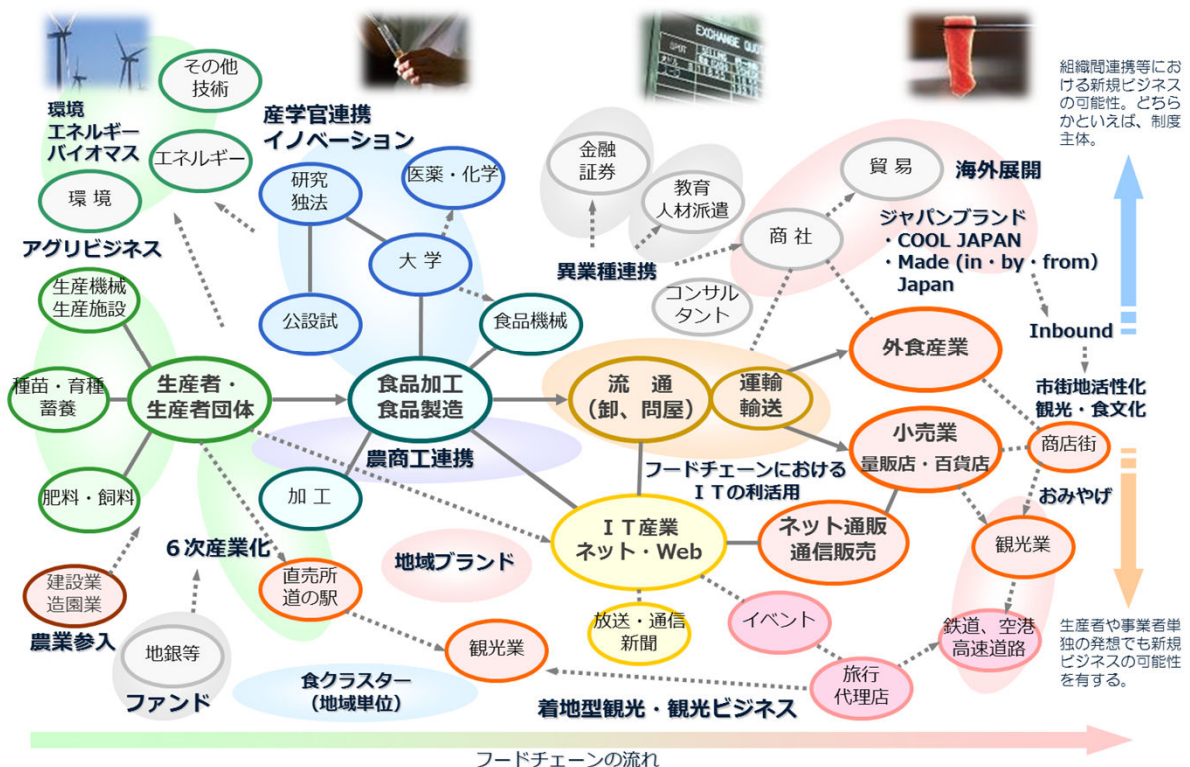 EXCHANGE QUO
SPOT
SELLING
その他
技術
環境
エネルギー
バイオマス
エネルギー
環 境
アグリビジネス
産学官連携
イノベーション
研究
独法
医薬・化学
大 学
公設試
食品機械
金融
証券
教育
人材派遣
異業種連携
商 社
貿 易
コンサル
タント
海外展開
ジャパンブランド
・COOL JAPAN
・Made (in・by・from)
Japan
組織間連携等にお
ける新規ビジネス
の可能性。どちら
かといえば、制度
主体。
Inbound
市街地活性化
観光・食文化
生産機械
生産施設
種苗・育種
蓄養
肥料・飼料
生産者・
生産者団体
食品加工
食品製造
農商工連携
加 工
流 通
(卸、問屋)
運輸
輸送
外食産業
小売業
量販店・百貨店
商店街
おみやげ
フードチェーンにおける
ITの利活用
IT産業
ネット・Web
ネット通販
通信販売
観光業
6次産業化
直売所
道の駅
地域ブランド
建設業
造園業
農業参入
地銀等
ファンド
観光業
放送・通信
新聞
イベント
旅行
代理店
鉄道、空港
高速道路
食クラスター
(地域単位)
着地型観光・観光ビジネス
生産者や事業者単
独の発想でも新規
ビジネスの可能性
を有する。
フードチェーンの流れ